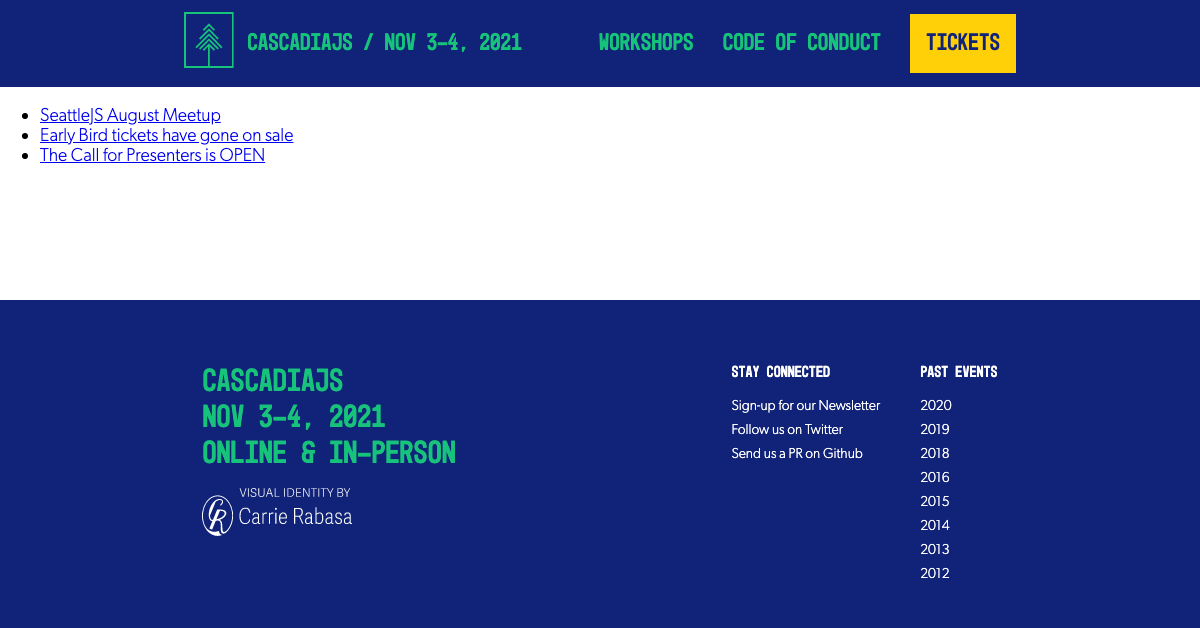 CASCADIAJS / NOV 3-4, 2021
WORKSHOPS
CODE OF CONDUCT
TICKETS
SeattleJS August Meetup
Early Bird tickets have gone on sale
The Call for Presenters is OPEN
CASCADIAJS
NOV 3-4, 2021
ONLINE & IN-PERSON
VISUAL IDENTITY BY
CR Carrie Rabasa
STAY CONNECTED
Sign-up for our Newsletter
Follow us on Twitter
Send us a PR on Github
PAST EVENTS
2020
2019
2018
2016
2015
2014
2013
2012